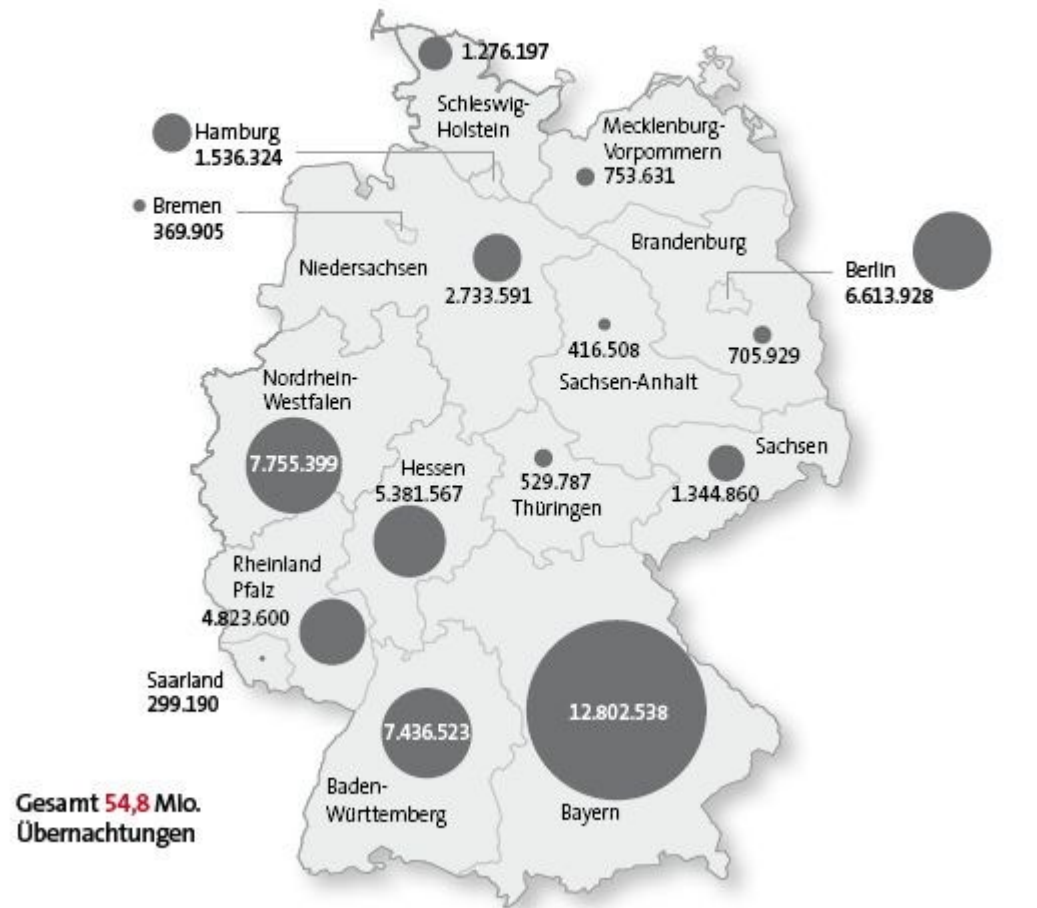 1.276.197
Schleswig-
Holstein
Hamburg
1.536.324
Mecklenburg-
Vorpommern
753.631
Bremen
369.905
Niedersachsen
2.733.591
Brandenburg
705.929
Berlin
6.613.928
416.508
Sachsen-Anhalt
Nordrhein-
Westfalen
7.755.399
Hessen
5.381.567
529.787
Thüringen
Sachsen
1.344.860
Rheinland
Pfalz
4.823.600
Saarland
299.190
7.436.523
Baden-
Württemberg
12.802.538
Bayern
Gesamt 54,8 Mio.
Übernachtungen